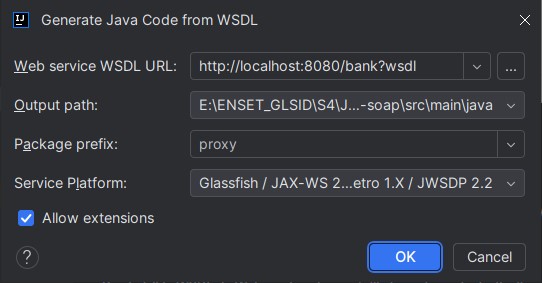 Generate Java Code from WSDL
Web service WSDL URL: http://localhost:8080/bank?wsdl ...
Output path: E:\ENSET_GLSID\S4\J...-soap\src\main\java
Package prefix: proxy
Service Platform: Glassfish / JAX-WS 2...etro 1.X / JWSDP 2.2
Allow extensions
? OK Cancel